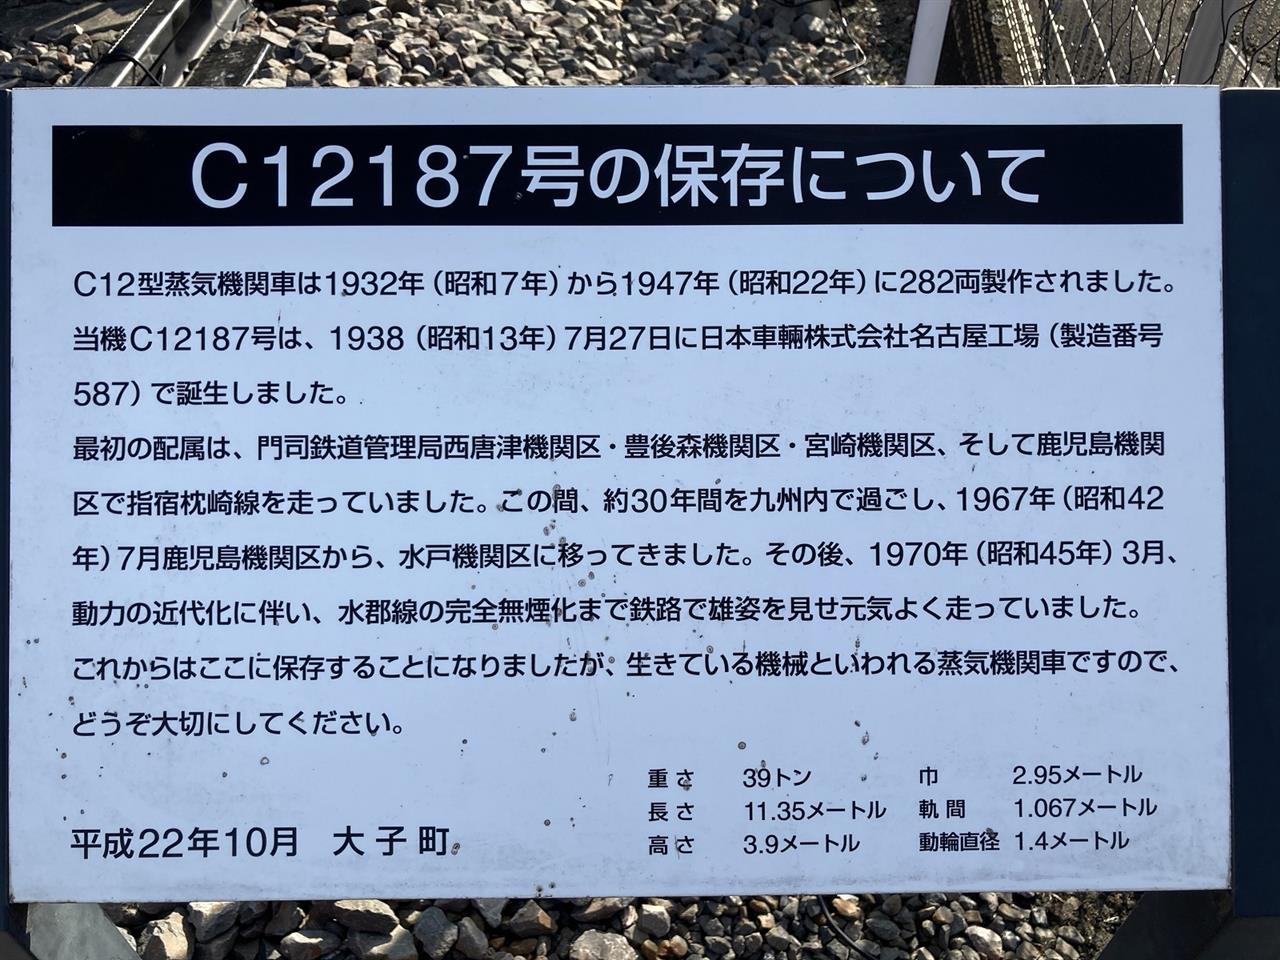 C12187号の保存について
C12型蒸気機関車は1932年（昭和7年）から1947年（昭和22年）に282両製作されました。
当機C12187号は、1938（昭和13年）7月27日に日本車輛株式会社名古屋工場（製造番号
587）で誕生しました。
最初の配属は、門司鉄道管理局西唐津機関区・豊後森機関区・宮崎機関区、そして鹿児島機関
区で指宿枕崎線を走っていました。この間、約30年間を九州内で過ごし、1967年（昭和42
年）7月鹿児島機関区から、水戸機関区に移ってきました。その後、1970年（昭和45年）3月、
動力の近代化に伴い、水郡線の完全無煙化まで鉄路で雄姿を見せ元気よく走っていました。
これからはここに保存することになりましたが、生きている機械といわれる蒸気機関車ですので、
どうぞ大切にしてください。
重さ 39トン 巾 2.95メートル
長さ 11.35メートル 軌間 1.067メートル
高さ 3.9メートル 動輪直径 1.4メートル
平成22年10月 大子町